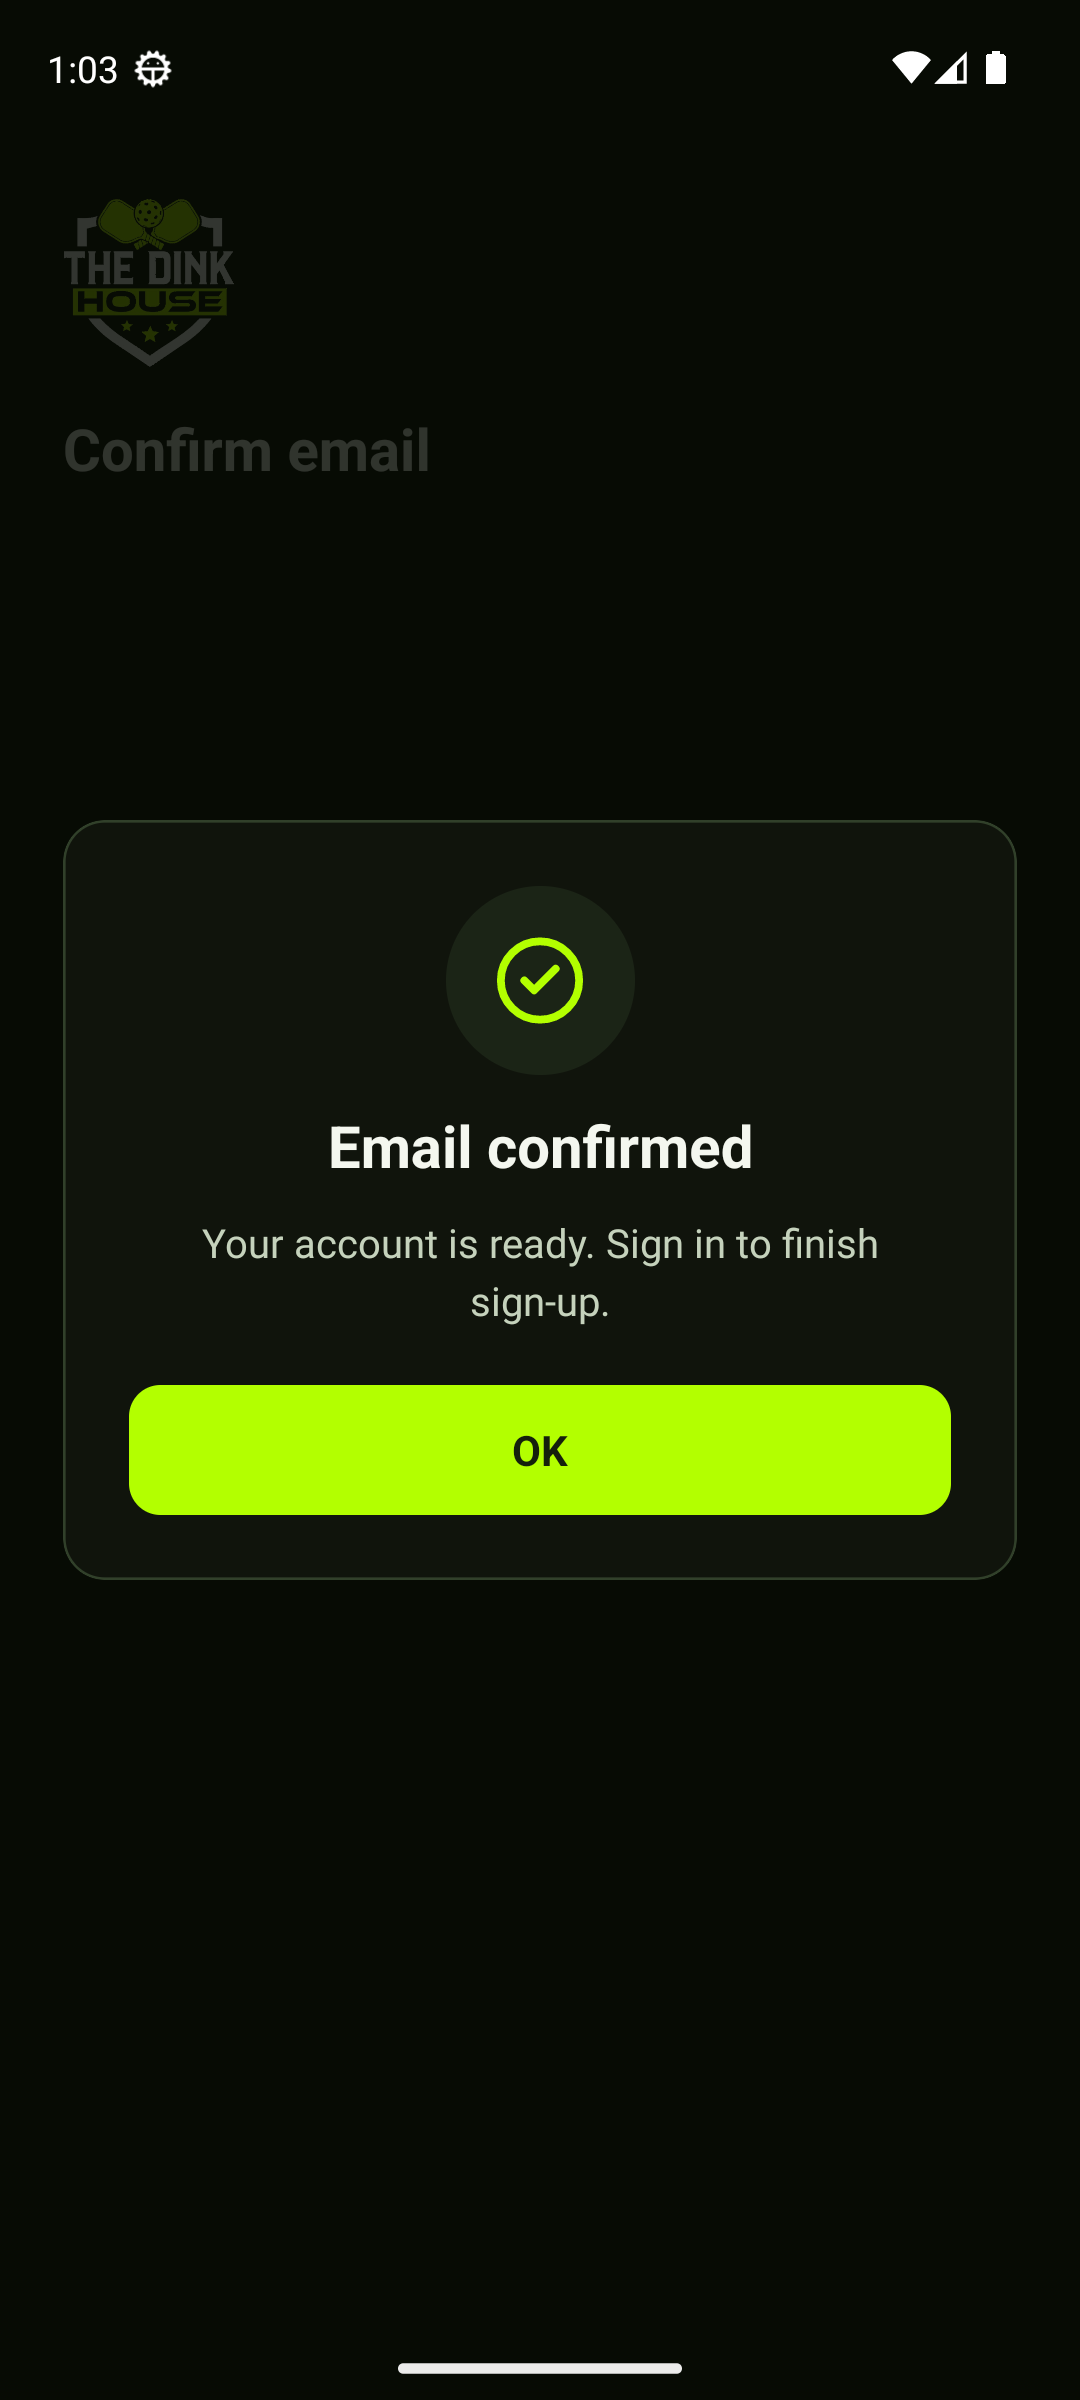 1:03
THE DINK
HOUSE
Confirm email
Email confirmed
Your account is ready. Sign in to finish
sign-up.
OK